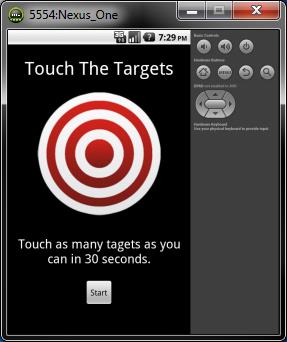 5554:Nexus_One
3G
7:29 PM
Basic Controls
Hardware Buttons
MENU
DPAD not enabled in AVD
Hardware Keyboard
Use your physical keyboard to provide input
Touch The Targets
Touch as many tagets as you
can in 30 seconds.
Start